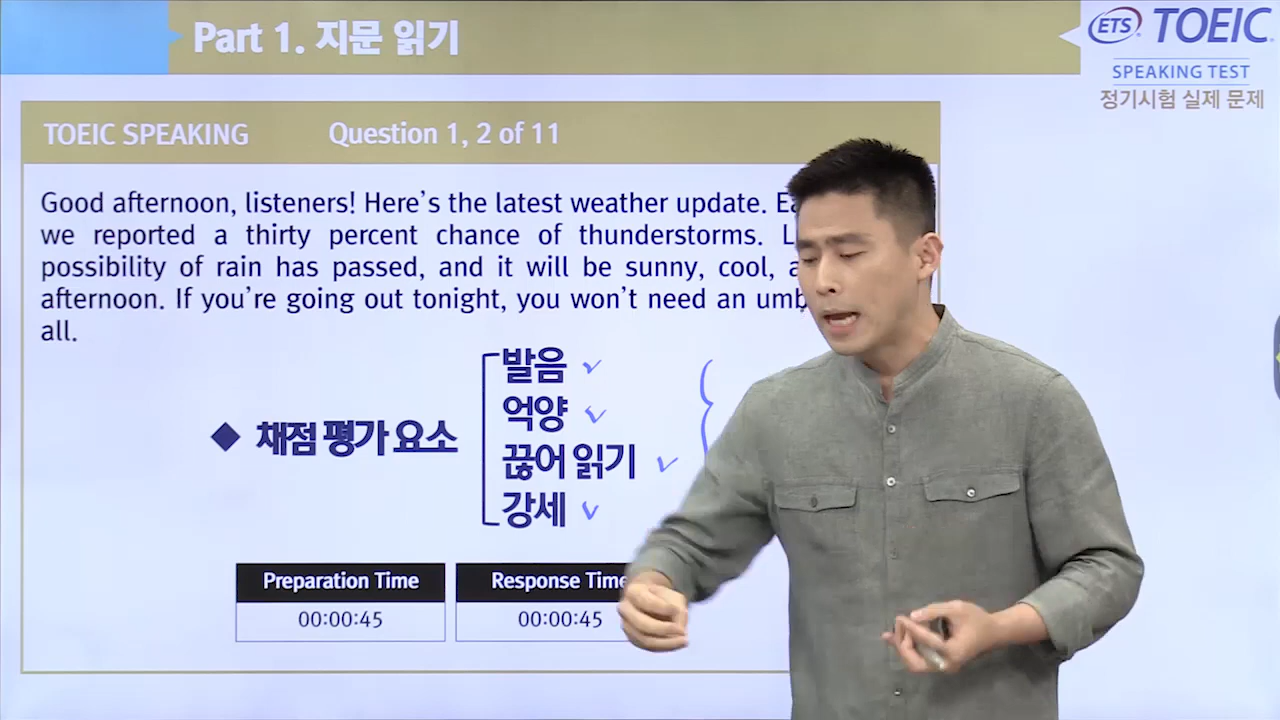 Part 1. 지문 읽기
ETS TOEIC
SPEAKING TEST
정기시험 실제 문제
TOEIC SPEAKING Question 1, 2 of 11
Good afternoon, listeners! Here's the latest weather update.
we reported a thirty percent chance of thunderstorms.
possibility of rain has passed, and it will be sunny, cool,
afternoon. If you're going out tonight, you won't need an
all.
발음
억양
◆ 채점 평가 요소
끊어 읽기
강세
Preparation Time Response Time
00:00:45 00:00:45